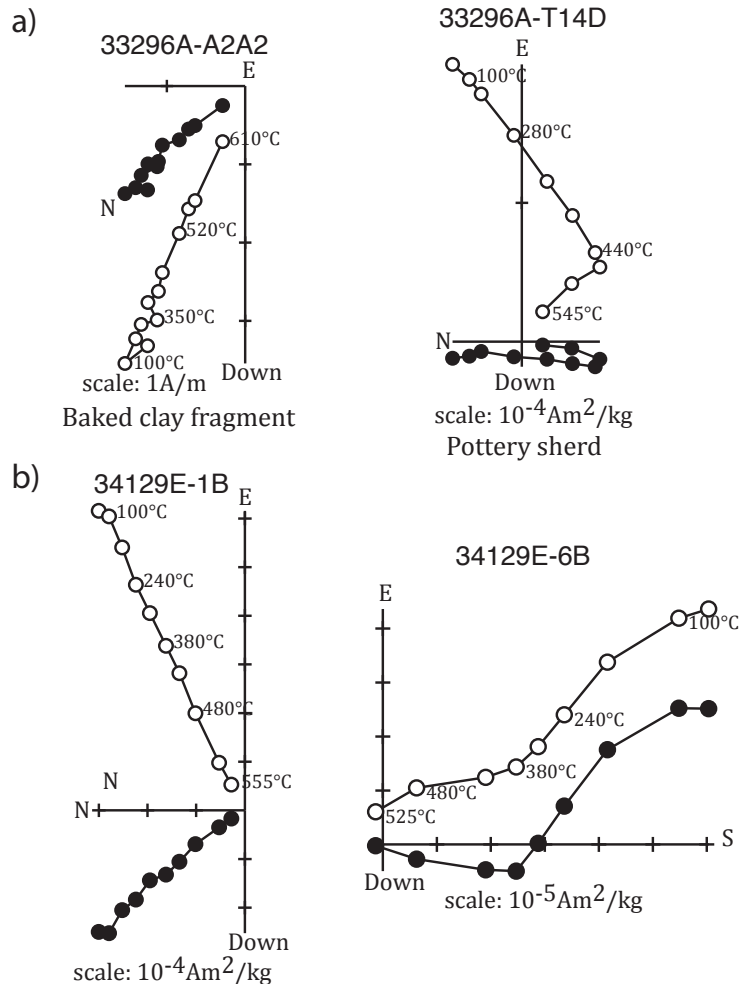 a)
33296A-A2A2
E
610°C
N
520°C
350°C
100°C
Down
scale: 1A/m
Baked clay fragment
33296A-T14D
E
100°C
280°C
440°C
545°C
N
Down
scale: 10⁻⁴Am²/kg
Pottery sherd
b)
34129E-1B
E
100°C
240°C
380°C
480°C
555°C
N
N
Down
scale: 10⁻⁴Am²/kg
34129E-6B
E
100°C
240°C
380°C
480°C
525°C
S
Down
scale: 10⁻⁵Am²/kg